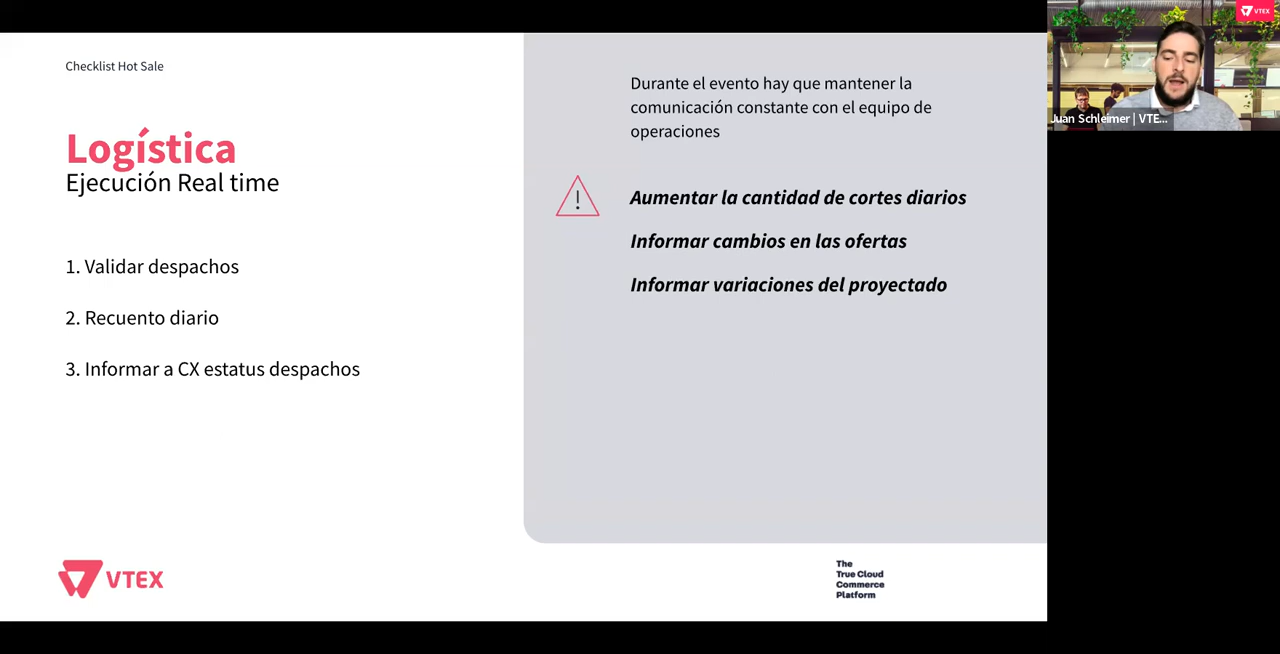 Checklist Hot Sale
Logística
Ejecución Real time
1. Validar despachos
2. Recuento diario
3. Informar a CX estatus despachos
Durante el evento hay que mantener la
comunicación constante con el equipo de
operaciones
!
Aumentar la cantidad de cortes diarios
Informar cambios en las ofertas
Informar variaciones del proyectado
VTEX
The
True Cloud
Commerce
Platform
VTEX
Juan Schleimer | VTE...